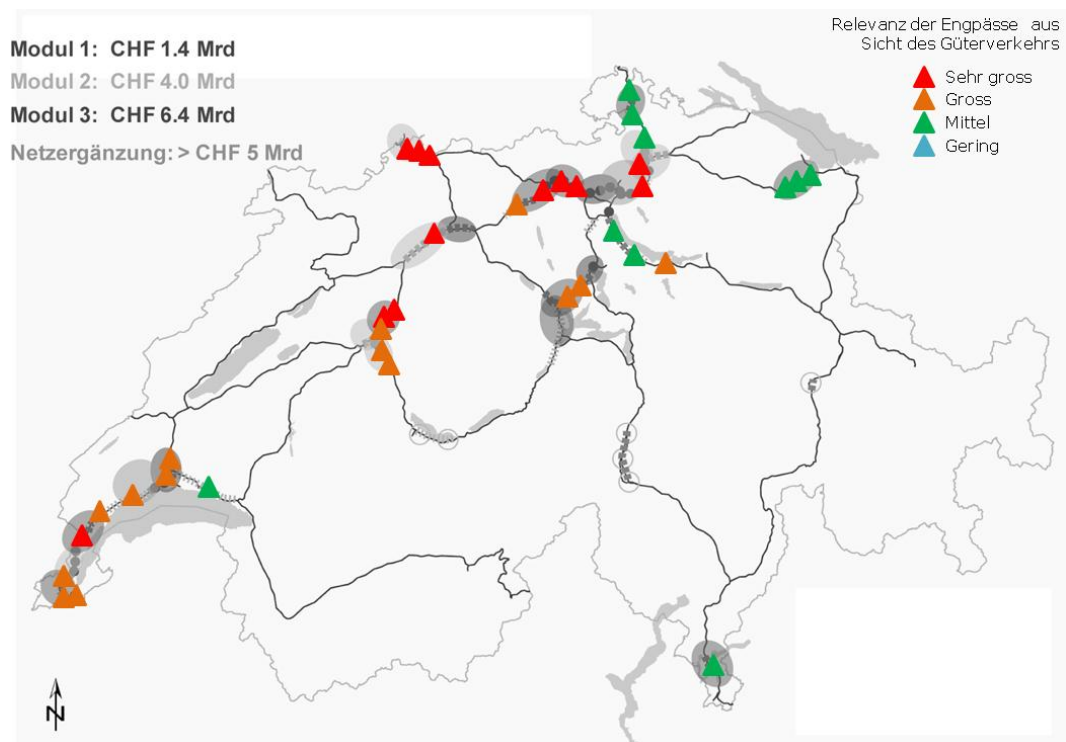 Relevanz der Engpässe aus
Sicht des Güterverkehrs
Modul 1: CHF 1.4 Mrd
Modul 2: CHF 4.0 Mrd
Modul 3: CHF 6.4 Mrd
Netzergänzung: > CHF 5 Mrd
Sehr gross
Gross
Mittel
Gering
N